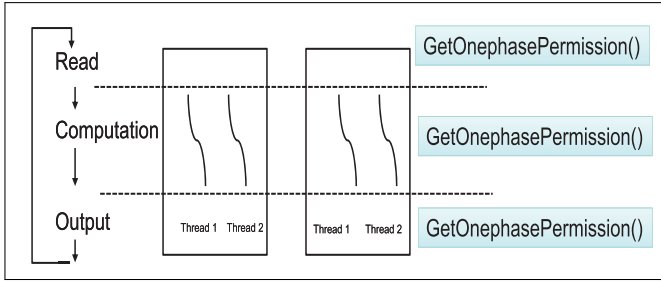 GetOnephasePermission()
Read
Computation
GetOnephasePermission()
Output
Thread 1 Thread 2
Thread 1 Thread 2
GetOnephasePermission()